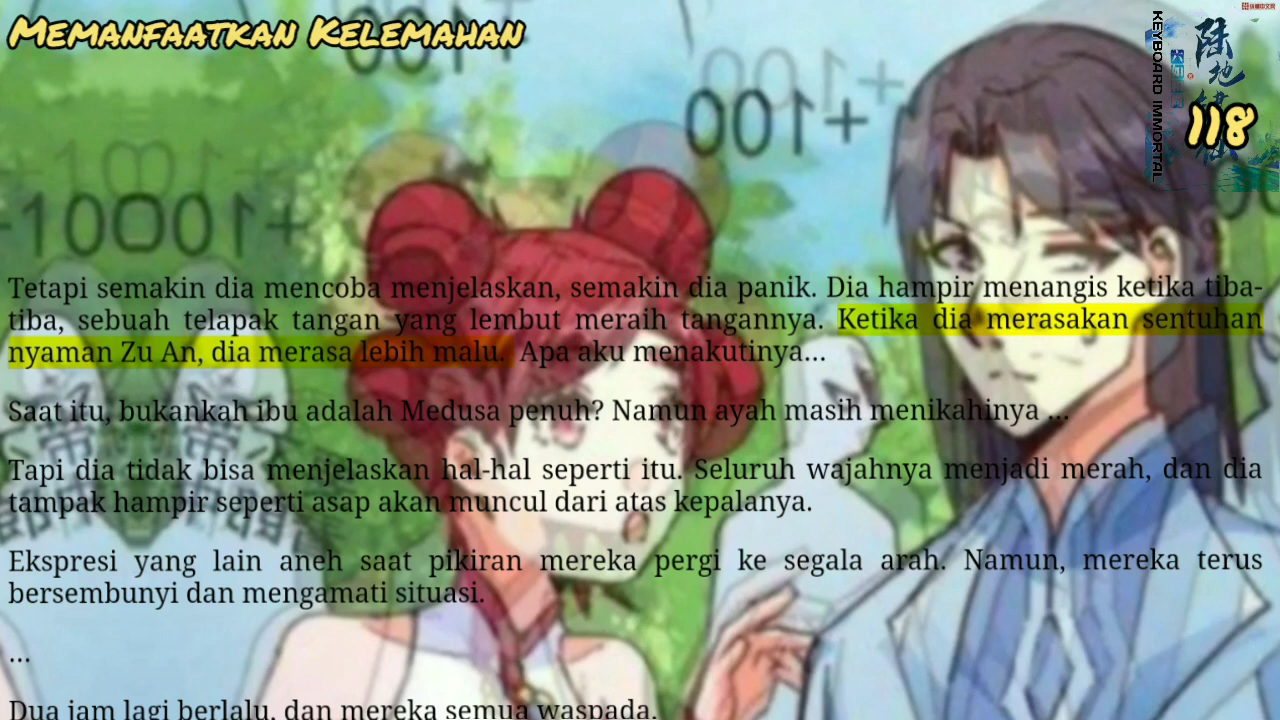 Memanfaatkan Kelemahan
KEYBOARD IMMORTAL
118
+100
+100
+100
Tetapi semakin dia mencoba menjelaskan, semakin dia panik. Dia hampir menangis ketika tiba-
tiba, sebuah telapak tangan yang lembut meraih tangannya. Ketika dia merasakan sentuhan
nyaman Zu An, dia merasa lebih malu. Apa aku menakutinya...
Saat itu, bukankah ibu adalah Medusa penuh? Namun ayah masih menikahinya ...
Tapi dia tidak bisa menjelaskan hal-hal seperti itu. Seluruh wajahnya menjadi merah, dan dia
tampak hampir seperti asap akan muncul dari atas kepalanya.
Ekspresi yang lain aneh saat pikiran mereka pergi ke segala arah. Namun, mereka terus
bersembunyi dan mengamati situasi.
...
Dua jam lagi berlalu, dan mereka semua waspada.